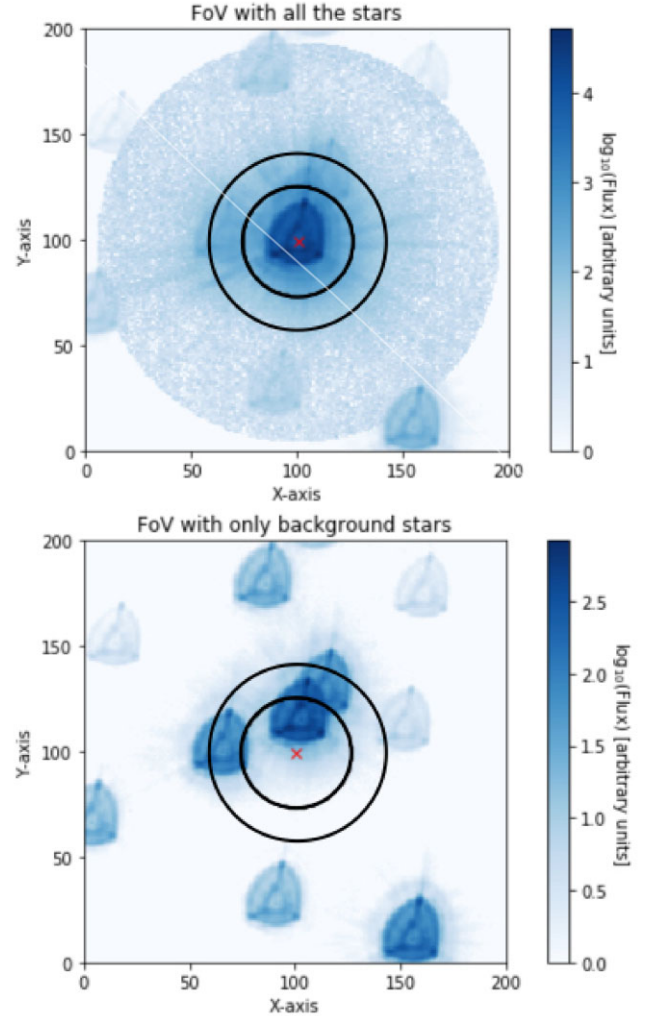 FoV with all the stars
200
150
100
50
0
0 50 100 150 200
X-axis
Y-axis
4
3
2
1
0
log10(Flux) [arbitrary units]
FoV with only background stars
200
150
100
50
0
0 50 100 150 200
X-axis
Y-axis
2.5
2.0
1.5
1.0
0.5
0.0
log10(Flux) [arbitrary units]